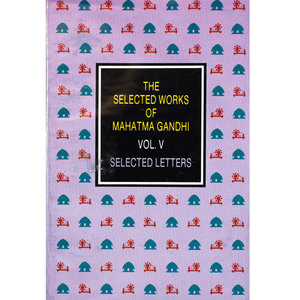 THE
SELECTED WORKS
OF
MAHATMA GANDHI
VOL. V
SELECTED LETTERS